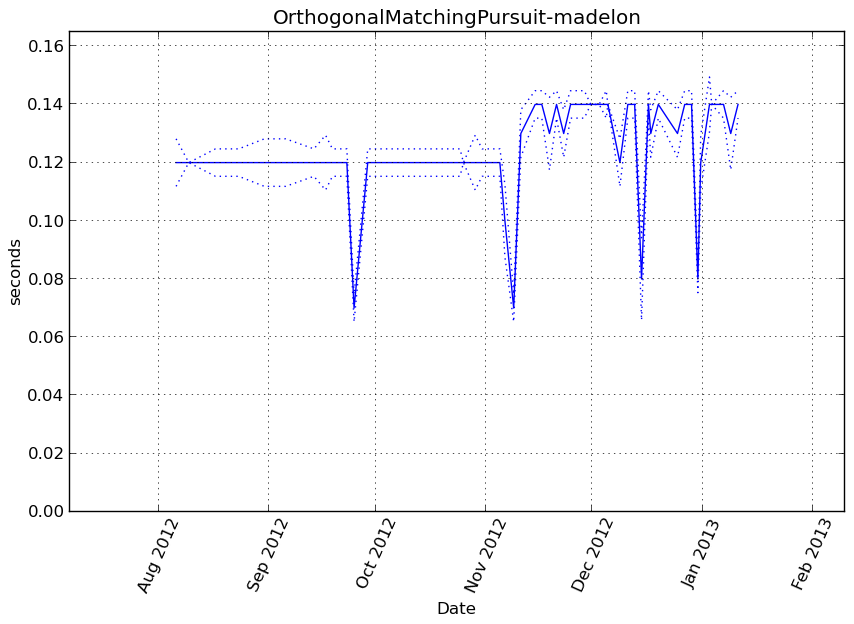 OrthogonalMatchingPursuit-madelon
0.16
0.14
0.12
0.10
0.08
0.06
0.04
0.02
0.00
seconds
Aug 2012
Sep 2012
Oct 2012
Nov 2012
Dec 2012
Jan 2013
Feb 2013
Date